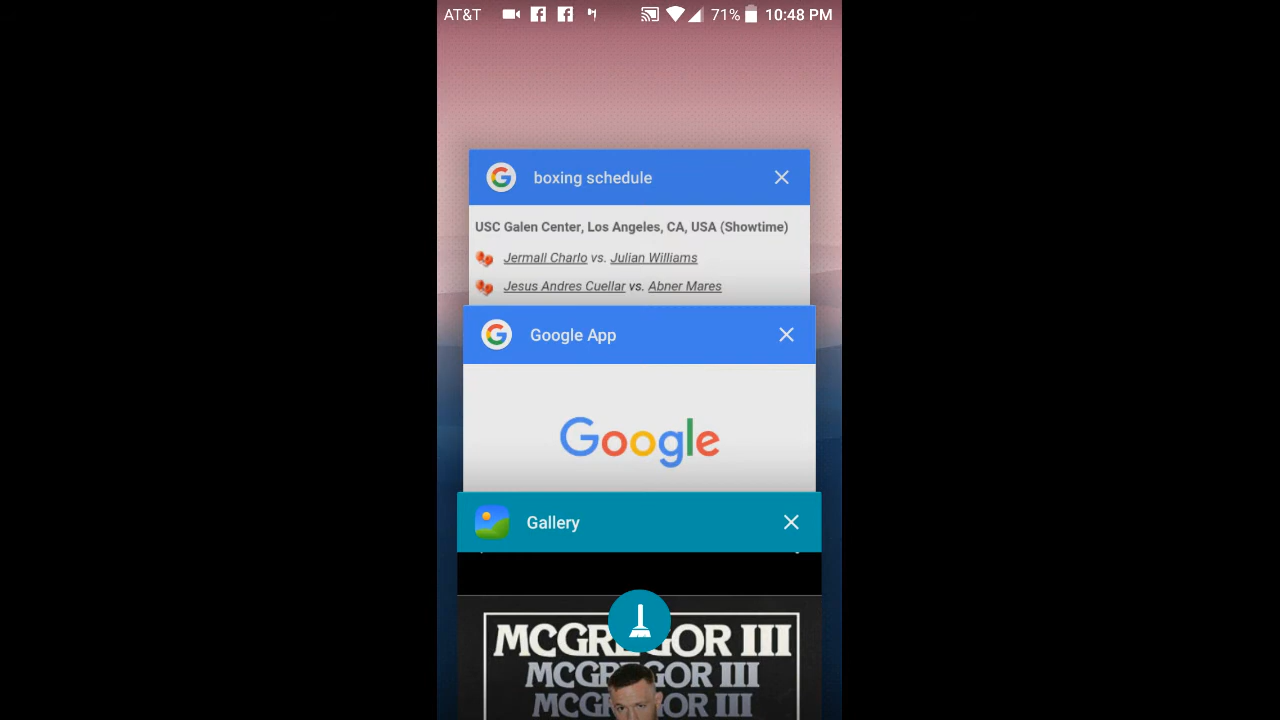 AT&T 71% 10:48 PM
boxing schedule
USC Galen Center, Los Angeles, CA, USA (Showtime)
Jermall Charlo vs. Julian Williams
Jesus Andres Cuellar vs. Abner Mares
Google App
Google
Gallery
MCGREGOR III
MCGREGOR III
MCGREGOR III